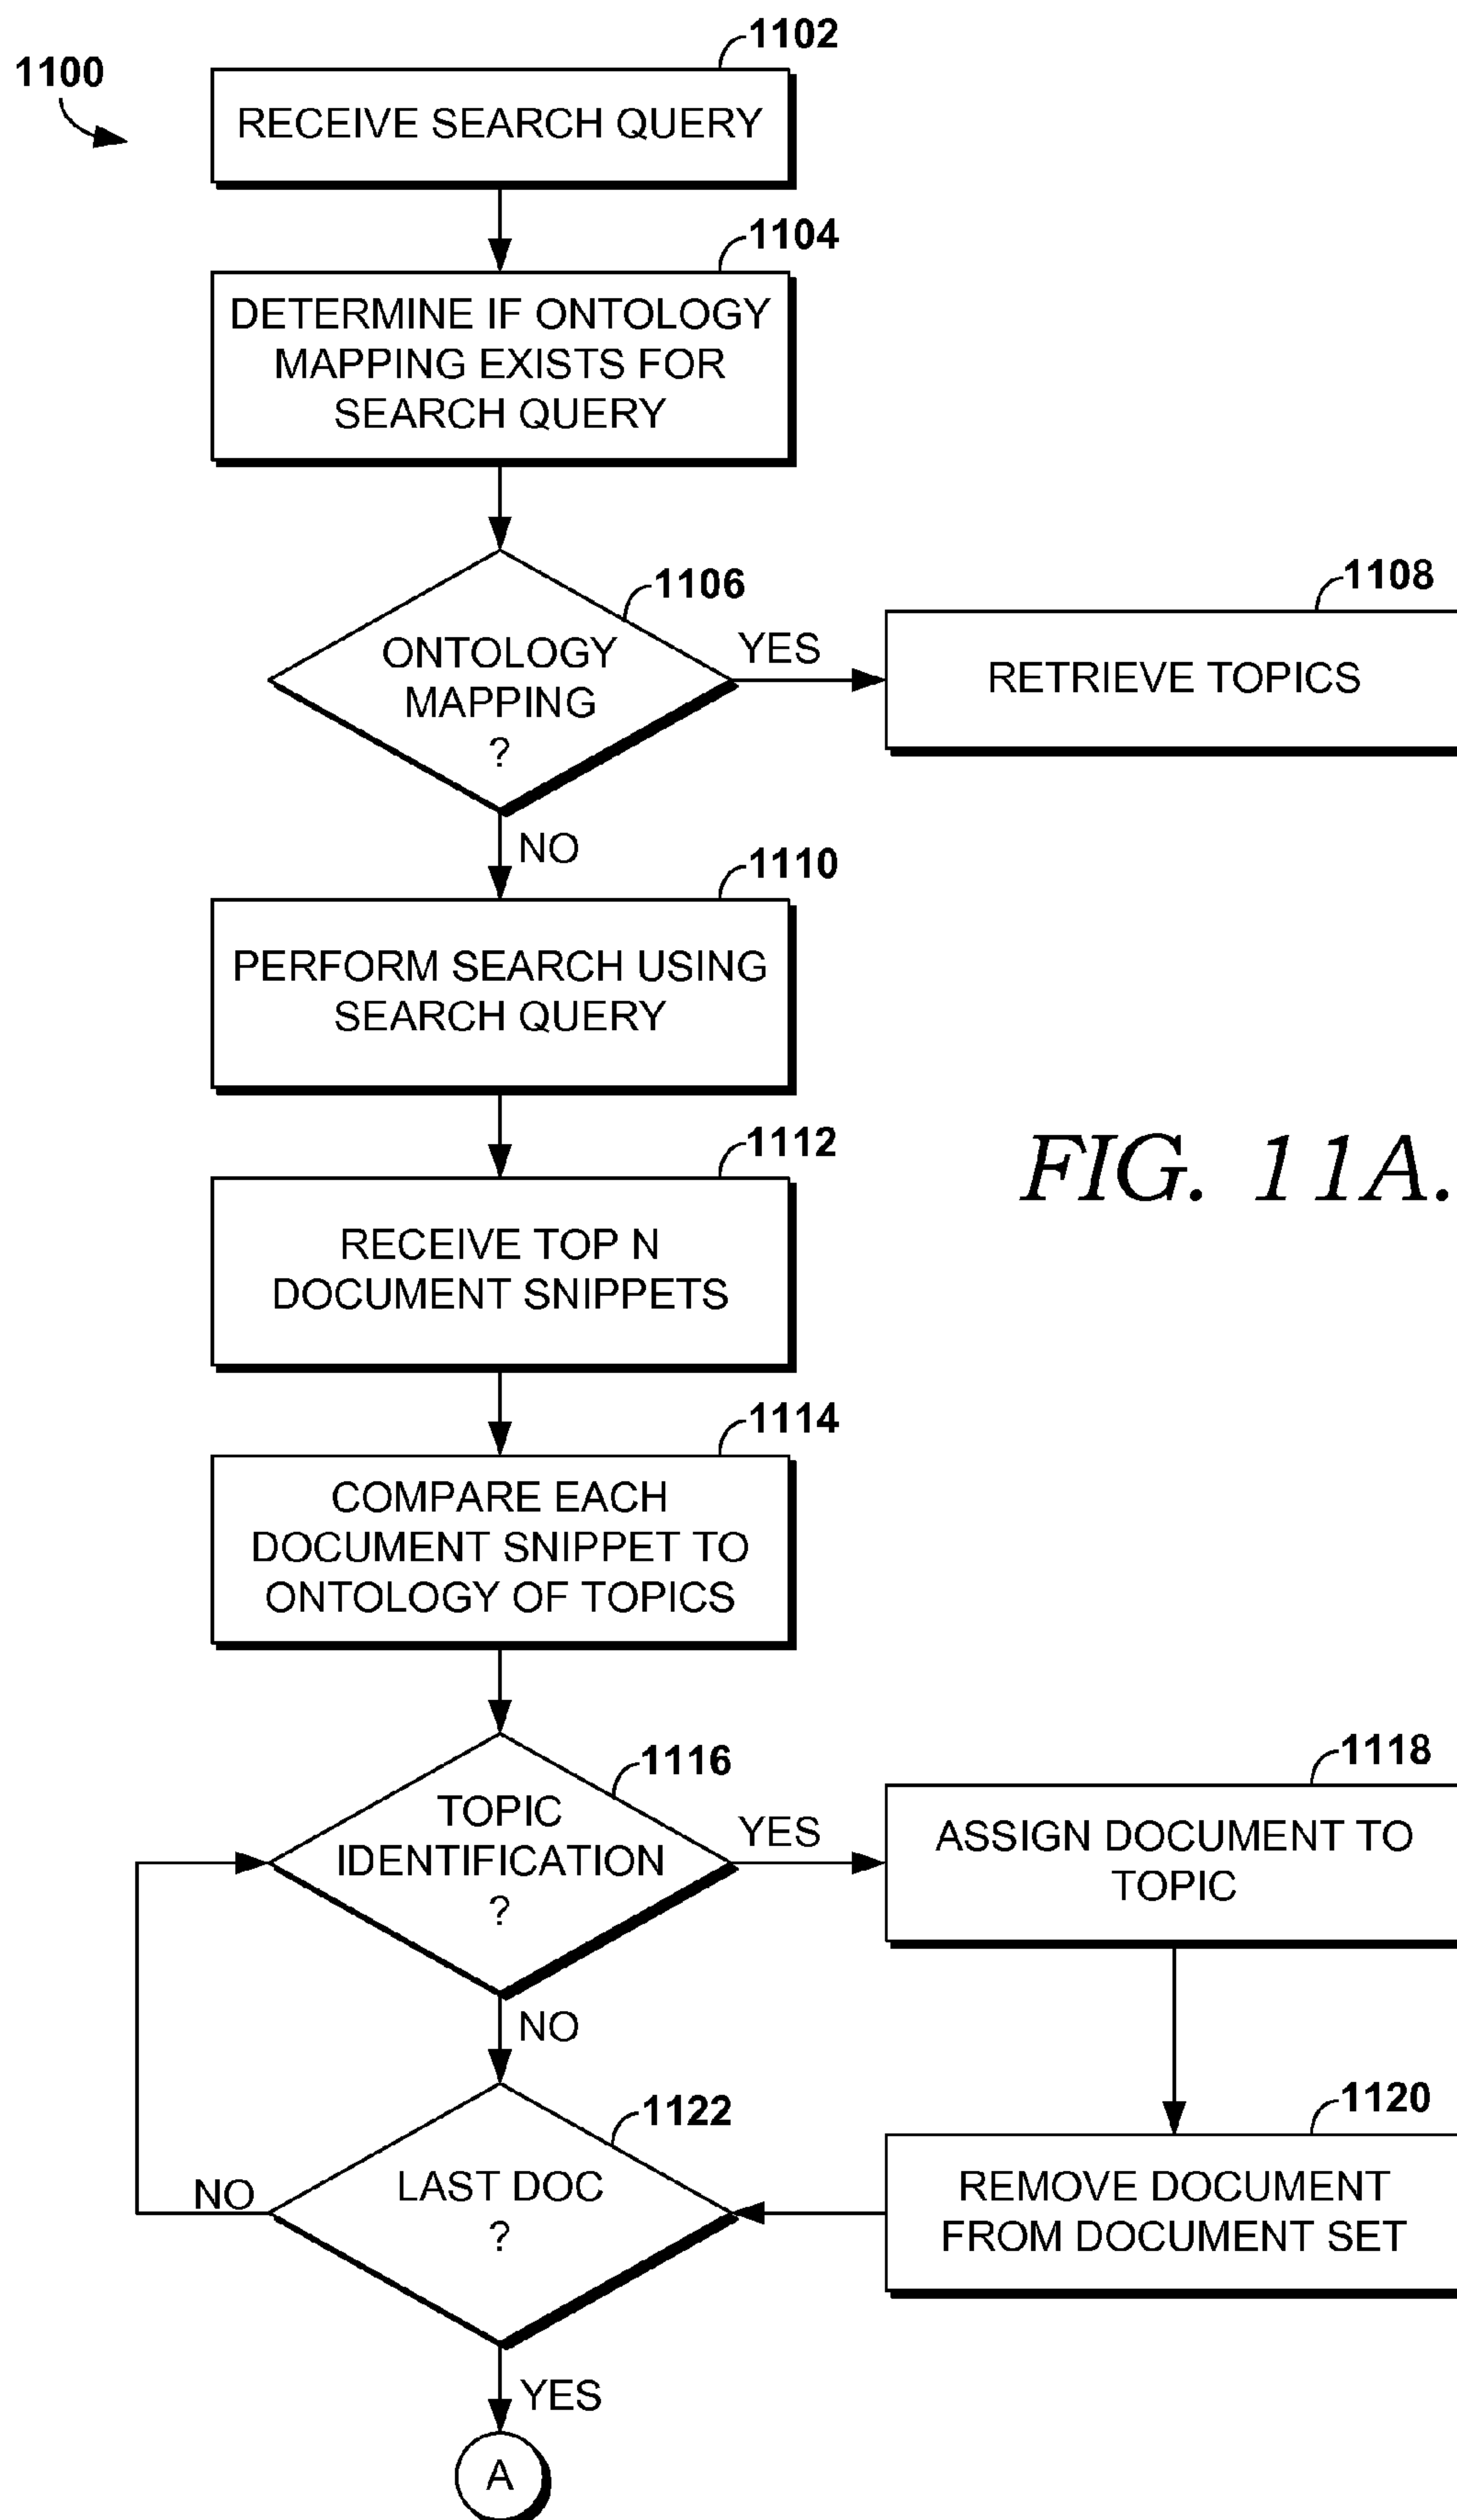 1100
1102
RECEIVE SEARCH QUERY
1104
DETERMINE IF ONTOLOGY
MAPPING EXISTS FOR
SEARCH QUERY
1106
ONTOLOGY
MAPPING
?
YES
1108
RETRIEVE TOPICS
NO
1110
PERFORM SEARCH USING
SEARCH QUERY
1112
RECEIVE TOP N
DOCUMENT SNIPPETS
FIG. 11A.
1114
COMPARE EACH
DOCUMENT SNIPPET TO
ONTOLOGY OF TOPICS
1116
TOPIC
IDENTIFICATION
?
YES
1118
ASSIGN DOCUMENT TO
TOPIC
NO
1122
LAST DOC
?
NO
1120
REMOVE DOCUMENT
FROM DOCUMENT SET
YES
A